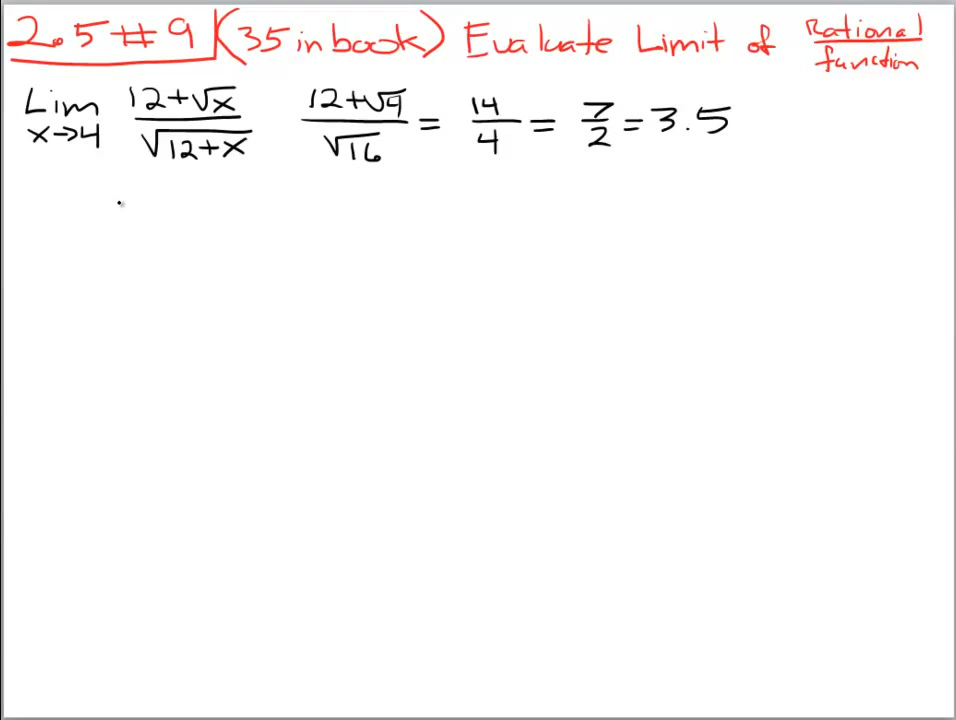 2.5 #9 (35 in book) Evaluate Limit of Rational/function
Lim x→4 (12+√x)/(√12+x) (12+√4)/(√16) = 14/4 = 7/2 = 3.5